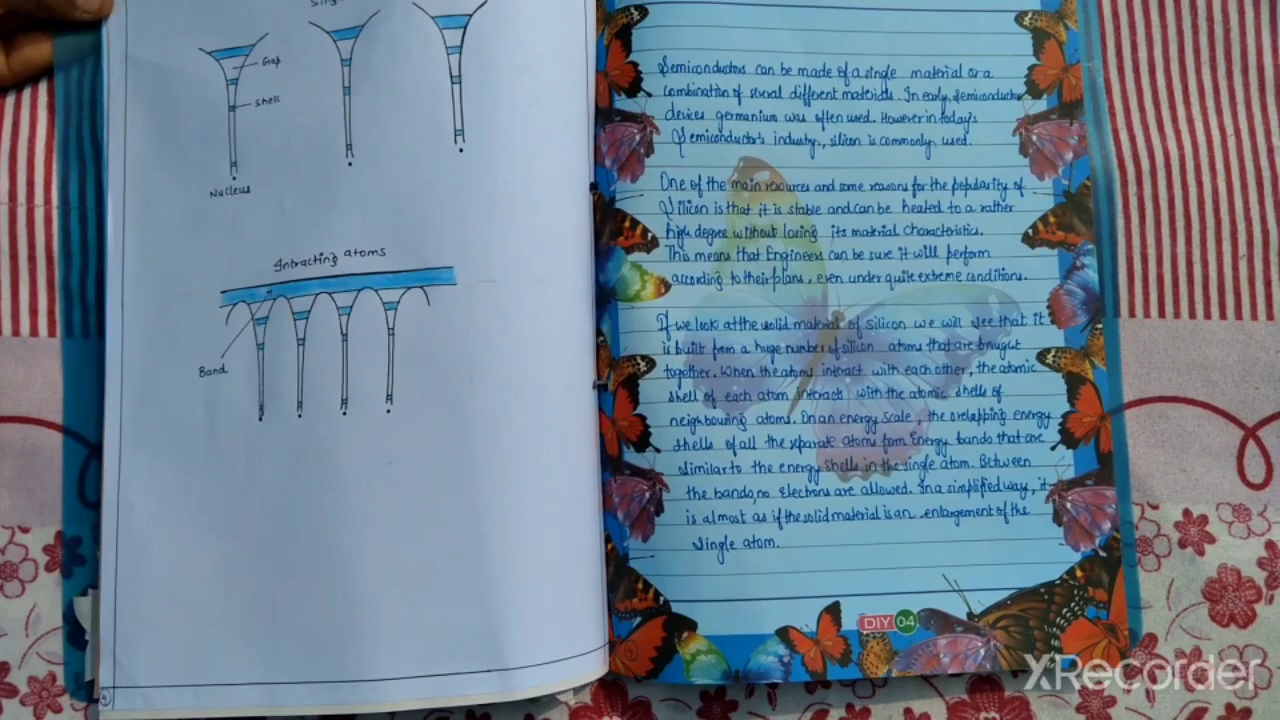 Sing
Gap
Shell
Nucleus
Intracting atoms
Band
Semiconductors can be made of a single material or a
combination of several different materials. In early semiconductor
devices germanium was often used. However in today's
Semiconductor's industry, silicon is commonly used.
One of the main resources and some reasons for the popularity of
Silicon is that it is stable and can be heated to a rather
high degree without losing its material characteristics.
This means that Engineers can be sure it will perform
according to their plans, even under quite extreme conditions.
If we look at the solid material of silicon we will see that it
is built from a huge number of silicon atoms that are brought
together. When the atoms interact with each other, the atomic
shell of each atom interacts with the atomic shells of
neighbouring atoms. On an energy scale, the ovelapping energy
shells of all the separate atoms form Energy bands that are
similar to the energy shells in the single atom. Between
the bands, no Electrons are allowed. In a simplified way, it
is almost as if the solid material is an enlargement of the
single atom.
DIY 04
XRecorder